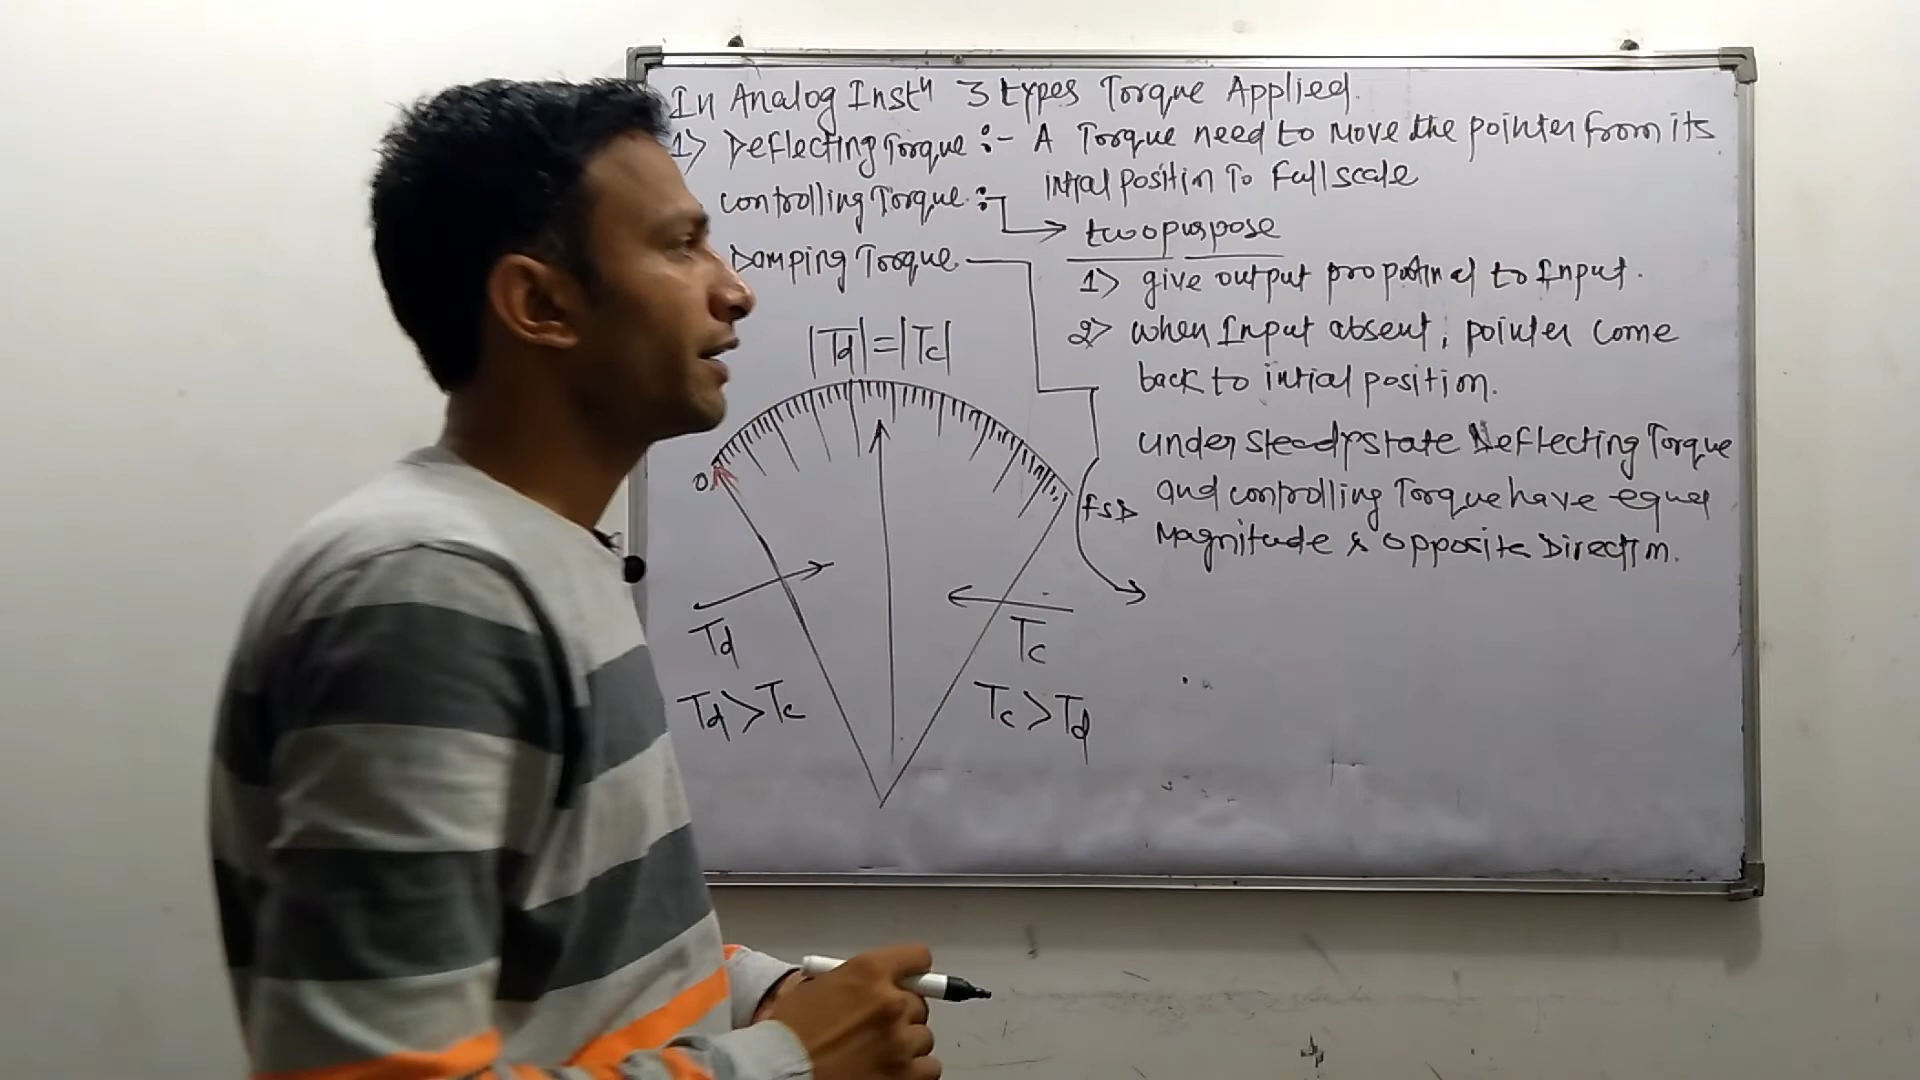 In Analog Instn 3 types Torque Applied.
1> Deflecting Torque :- A Torque need to Move the pointer from its
intial position To Fullscale
controlling Torque :-
→ two purpose
Damping Torque
1> give output propotinal to Input.
2> when Input absent, pointer come
back to intial position.
|Td|=|Tc|
under steady state Deflecting Torque
and controlling Torque have equal
Magnitude & opposite Direction.
0
FSD
Td
Tc
Td>Tc
Tc>Td